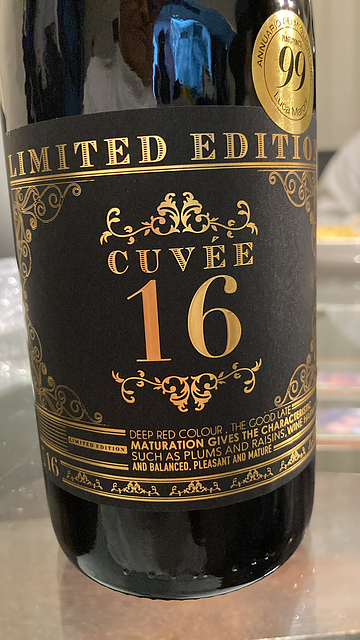 ANNUARIO DEI MIGLIORI
99
Luca Maroni
LIMITED EDITION
CUVÉE
16
DEEP RED COLOUR, THE GOOD LATE
MATURATION GIVES THE CHARACTERISTIC
SUCH AS PLUMS AND RAISINS, WINE
AND BALANCED. PLEASANT AND MATURE
LIMITED EDITION
16